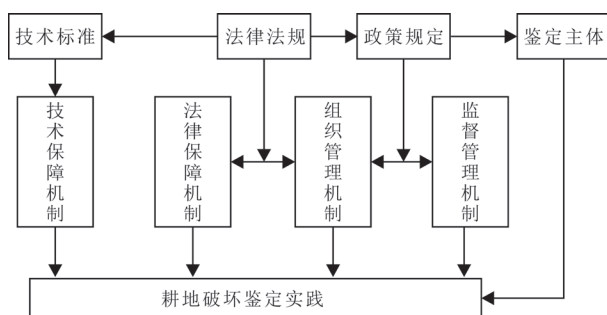 技术标准
法律法规
政策规定
鉴定主体
技术保障机制
法律保障机制
组织管理机制
监督管理机制
耕地破坏鉴定实践